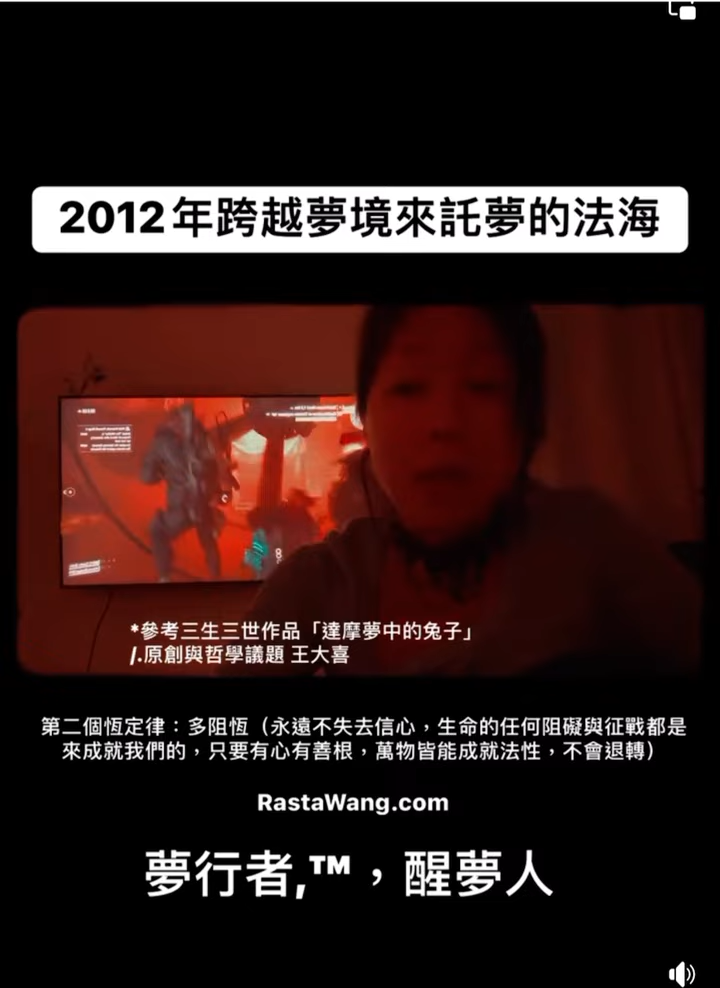 2012年跨越夢境來託夢的法海
*參考三生三世作品「達摩夢中的兔子」
/.原創與哲學議題 王大喜
第二個恆定律：多阻恆（永遠不失去信心，生命的任何阻礙與征戰都是
來成就我們的，只要有心有善根，萬物皆能成就法性，不會退轉）
RastaWang.com
夢行者,™，醒夢人